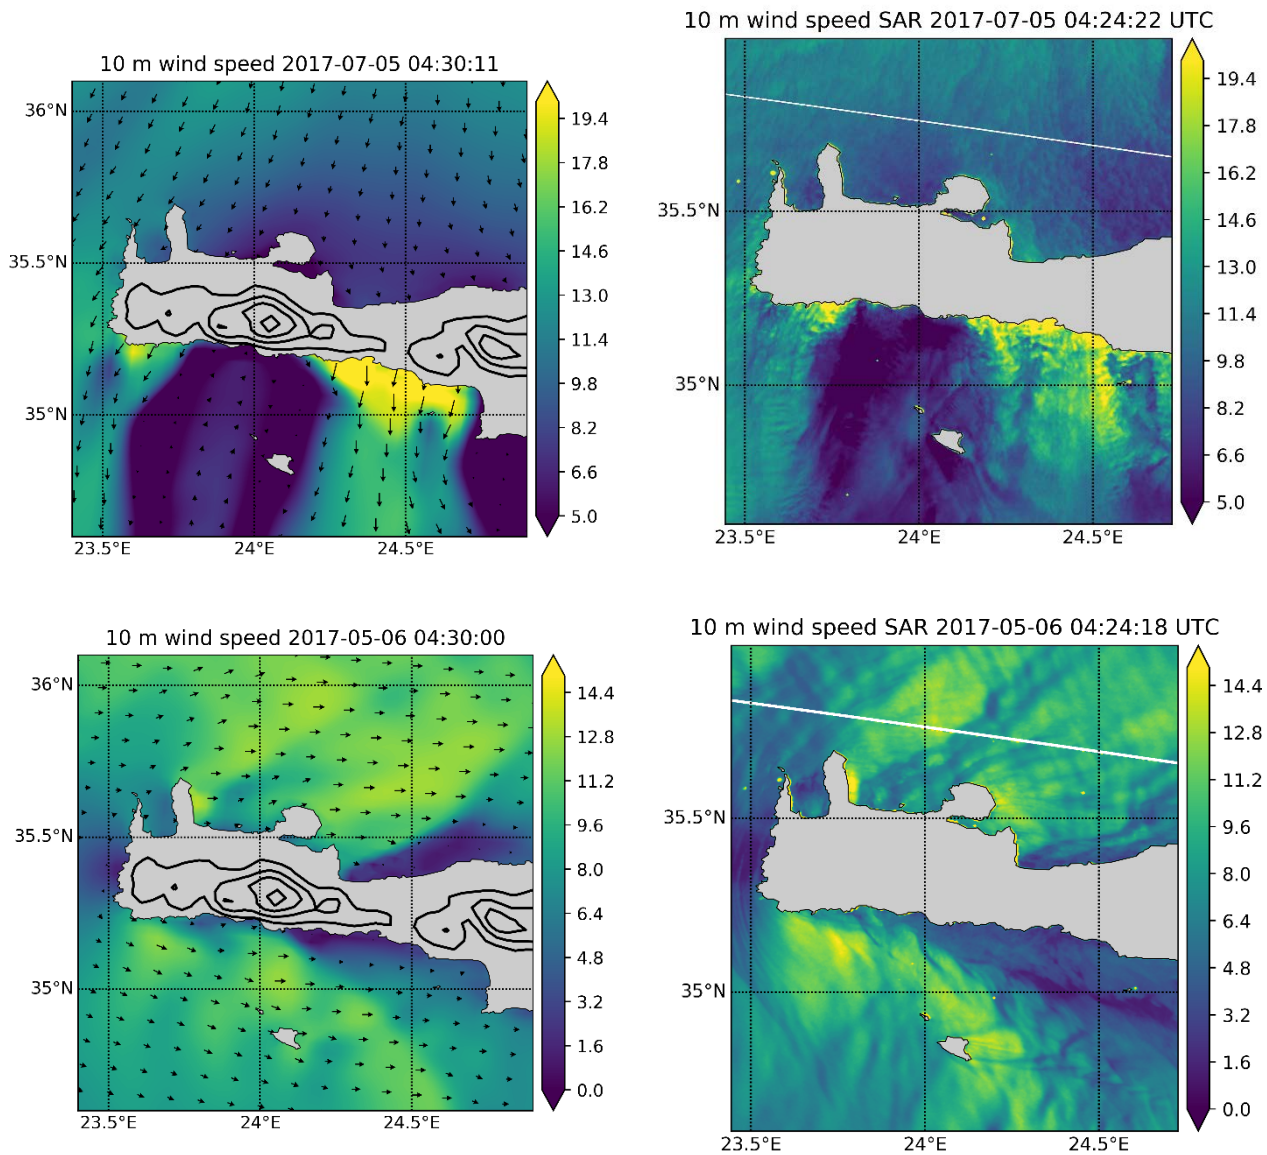 10 m wind speed 2017-07-05 04:30:11
36°N
35.5°N
35°N
23.5°E
24°E
24.5°E
19.4
17.8
16.2
14.6
13.0
11.4
9.8
8.2
6.6
5.0
10 m wind speed SAR 2017-07-05 04:24:22 UTC
35.5°N
35°N
23.5°E
24°E
24.5°E
19.4
17.8
16.2
14.6
13.0
11.4
9.8
8.2
6.6
5.0
10 m wind speed 2017-05-06 04:30:00
36°N
35.5°N
35°N
23.5°E
24°E
24.5°E
14.4
12.8
11.2
9.6
8.0
6.4
4.8
3.2
1.6
0.0
10 m wind speed SAR 2017-05-06 04:24:18 UTC
35.5°N
35°N
23.5°E
24°E
24.5°E
14.4
12.8
11.2
9.6
8.0
6.4
4.8
3.2
1.6
0.0